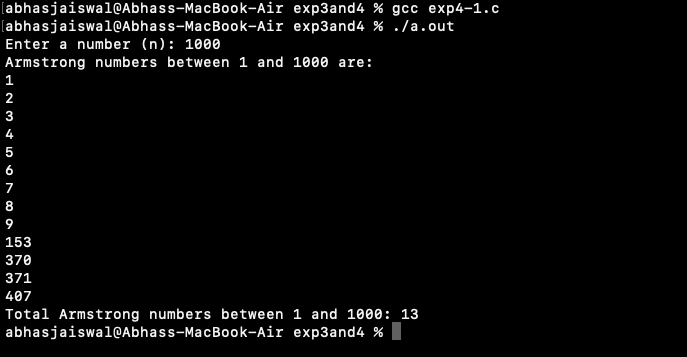 [abhasjaiswal@Abhass-MacBook-Air exp3and4 % gcc exp4-1.c
[abhasjaiswal@Abhass-MacBook-Air exp3and4 % ./a.out
Enter a number (n): 1000
Armstrong numbers between 1 and 1000 are:
1
2
3
4
5
6
7
8
9
153
370
371
407
Total Armstrong numbers between 1 and 1000: 13
abhasjaiswal@Abhass-MacBook-Air exp3and4 %